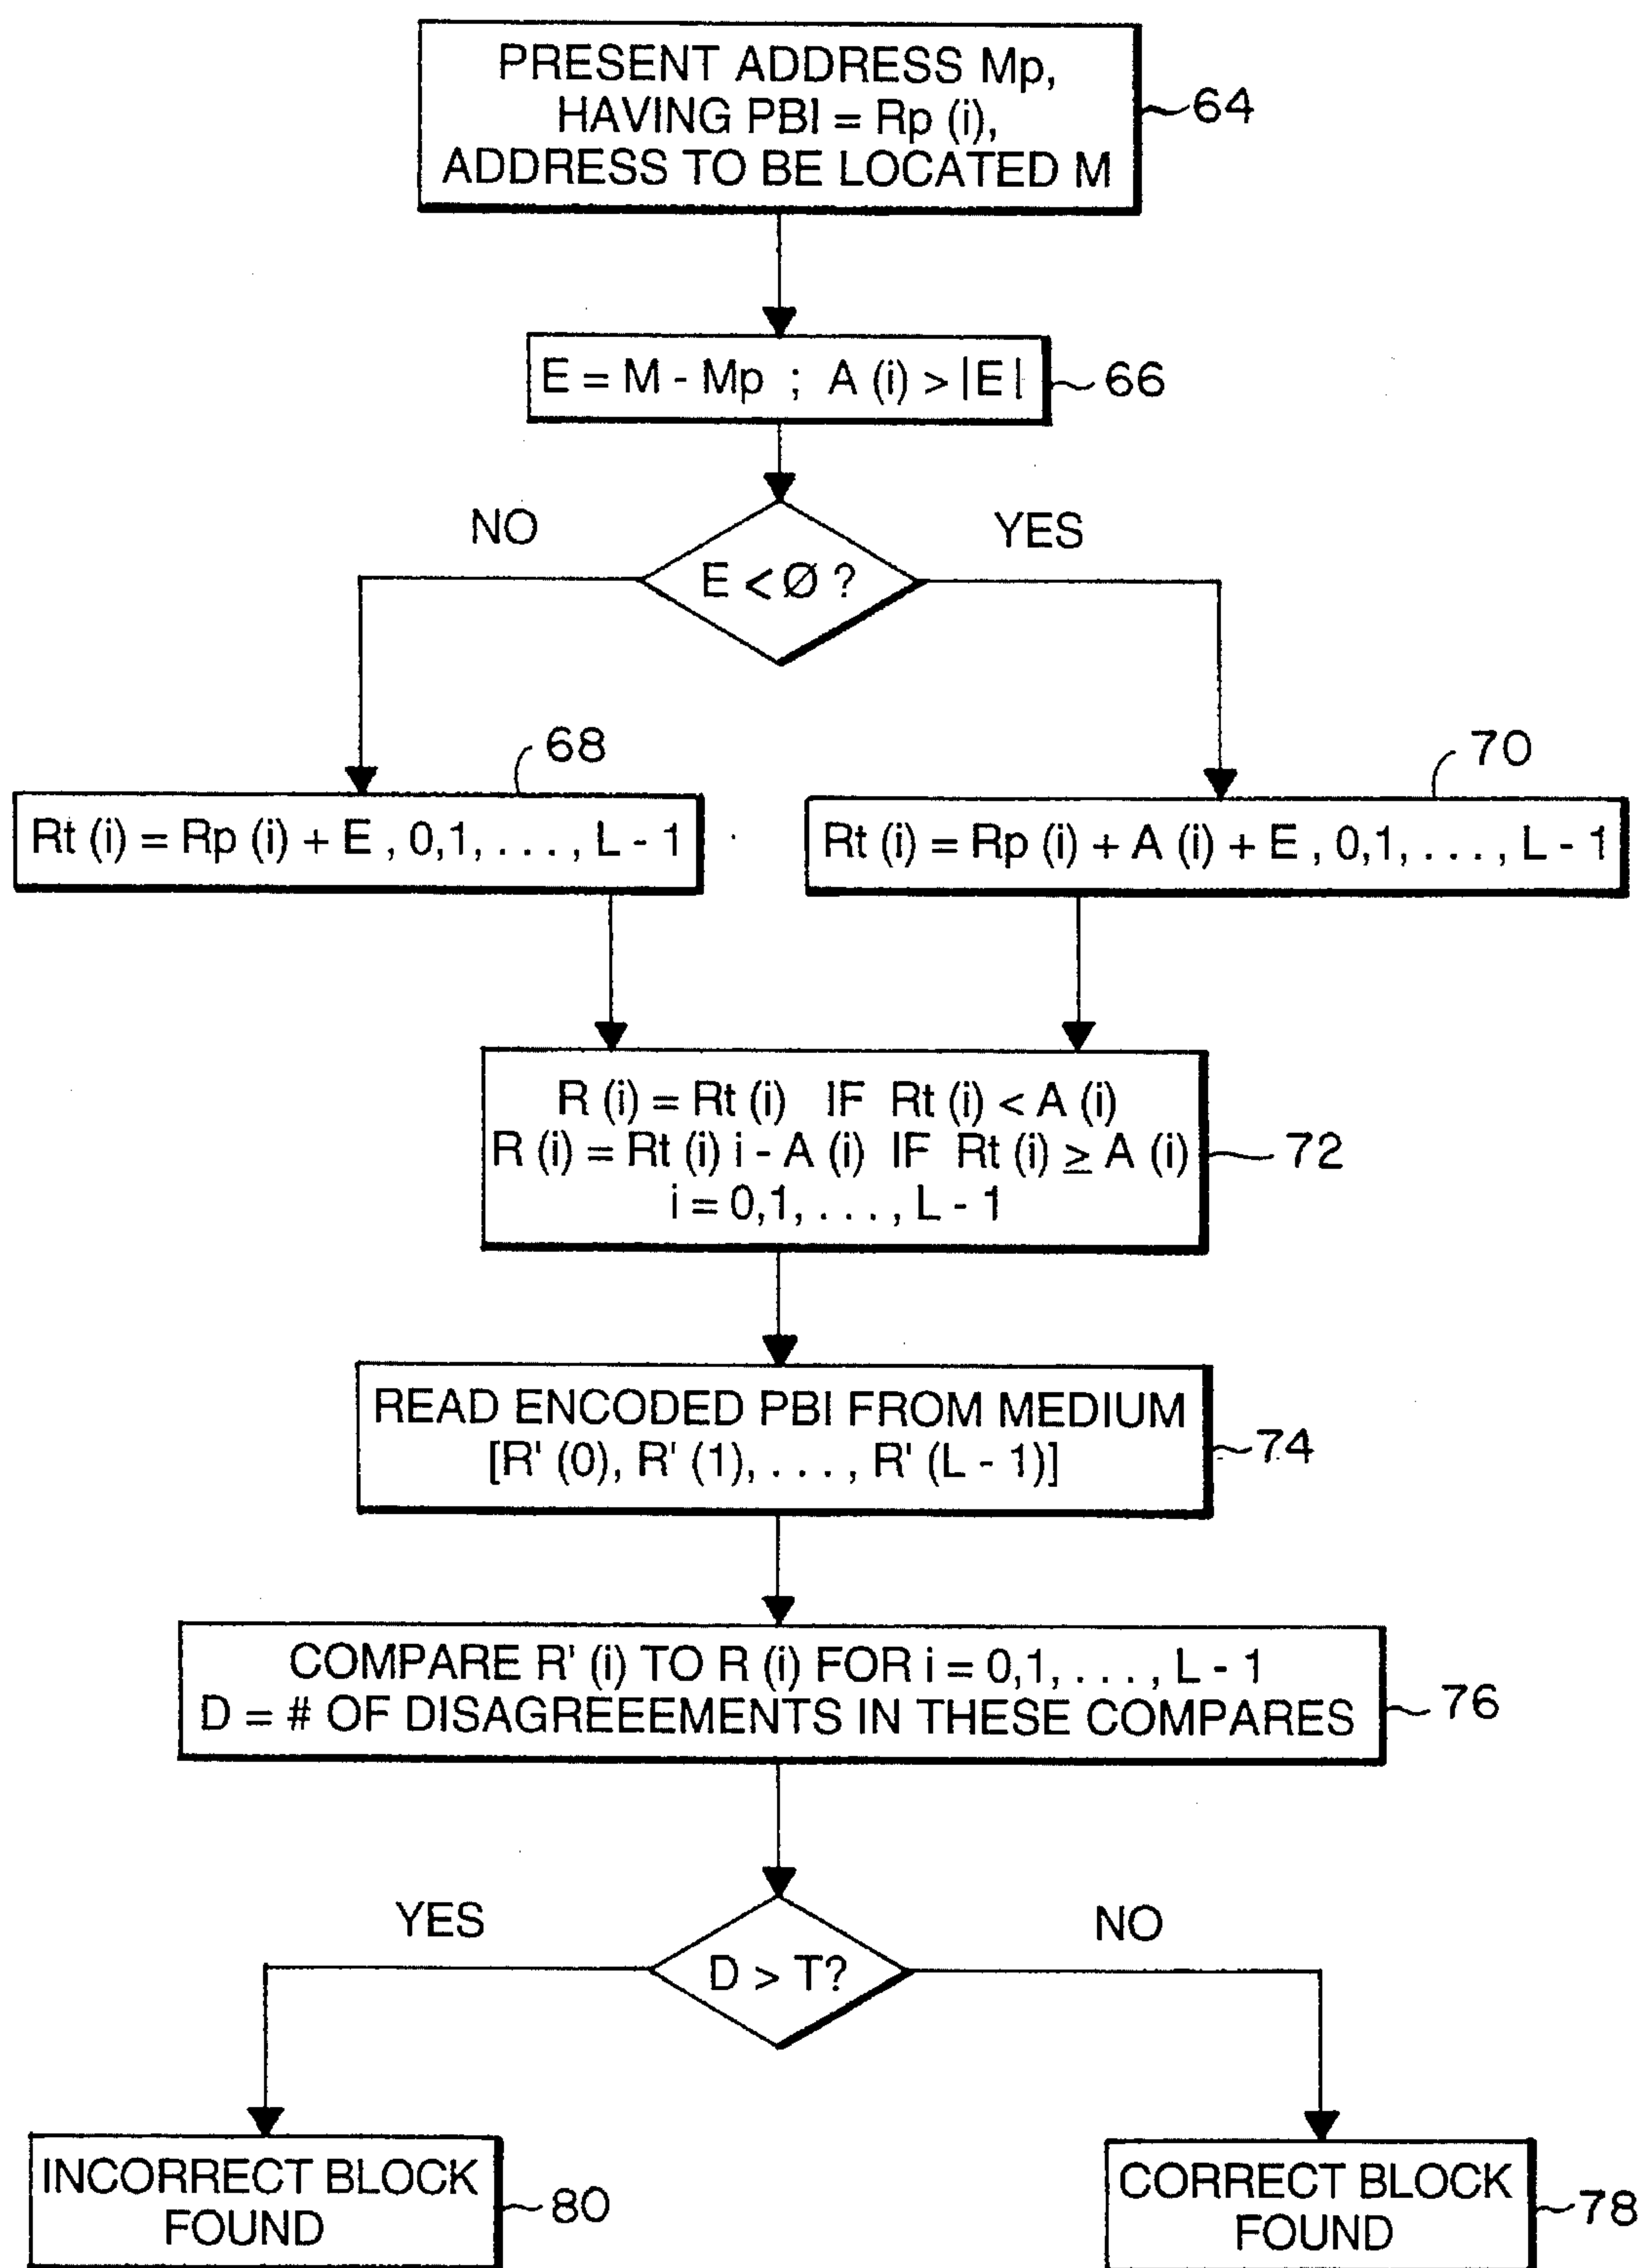 PRESENT ADDRESS Mp,
HAVING PBI = Rp (i),
ADDRESS TO BE LOCATED M
64
E = M - Mp ; A (i) > |E|
66
NO
YES
E < Ø ?
68
70
Rt (i) = Rp (i) + E , 0,1, . . . , L - 1
Rt (i) = Rp (i) + A (i) + E , 0,1, . . . , L - 1
R (i) = Rt (i) IF Rt (i) < A (i)
R (i) = Rt (i) i - A (i) IF Rt (i) ≥ A (i)
i = 0,1, . . . , L - 1
72
READ ENCODED PBI FROM MEDIUM
[R' (0), R' (1), . . . , R' (L - 1)]
74
COMPARE R' (i) TO R (i) FOR i = 0,1, . . . , L - 1
D = # OF DISAGREEEMENTS IN THESE COMPARES
76
YES
NO
D > T?
INCORRECT BLOCK
FOUND
80
CORRECT BLOCK
FOUND
78